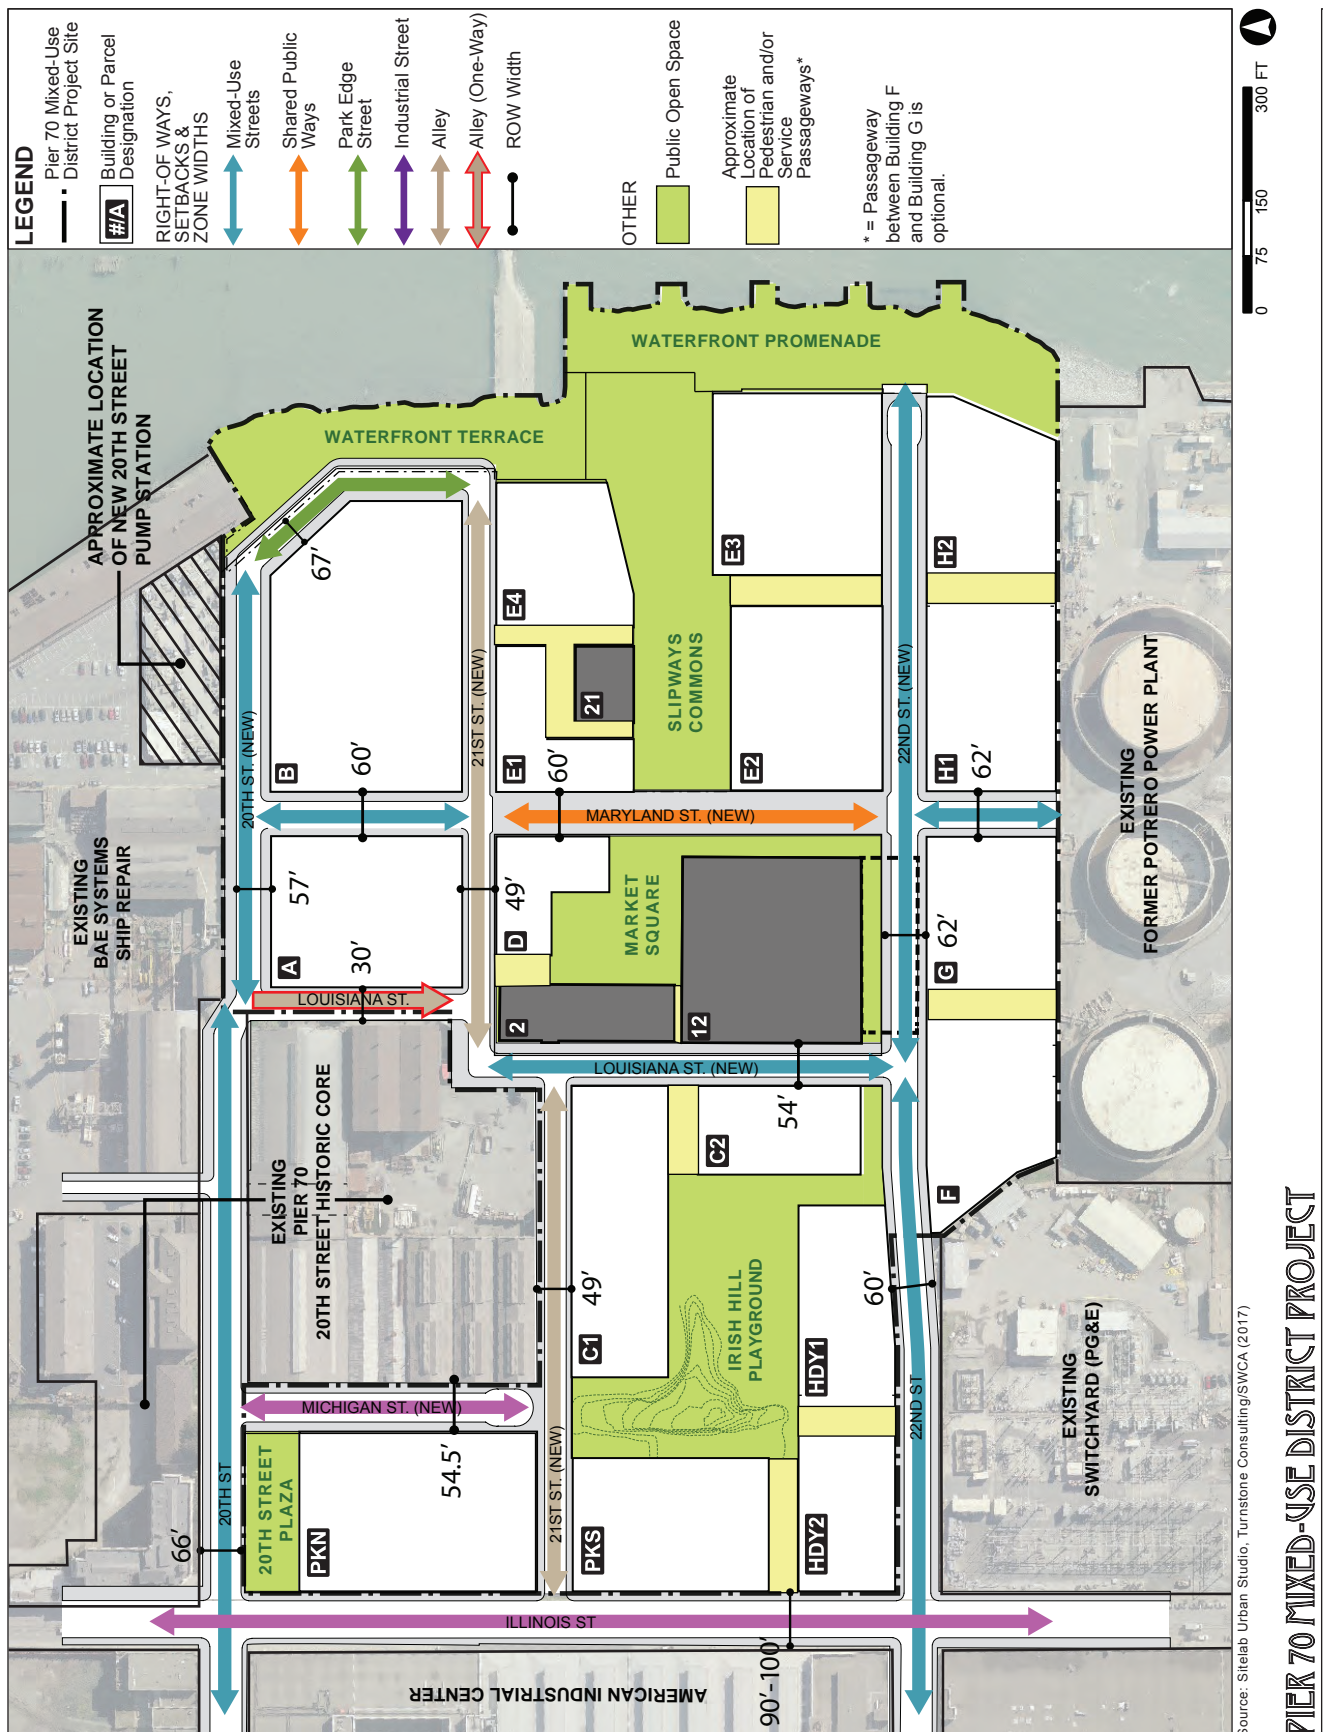 LEGEND
Pier 70 Mixed-Use
District Project Site
#/A
Building or Parcel
Designation
RIGHT-OF WAYS,
SETBACKS &
ZONE WIDTHS
Mixed-Use
Streets
Shared Public
Ways
Park Edge
Street
Industrial Street
Alley
Alley (One-Way)
ROW Width
OTHER
Public Open Space
Approximate
Location of
Pedestrian and/or
Service
Passageways*
* = Passageway
between Building F
and Building G is
optional.
0
75
150
300 FT
APPROXIMATE LOCATION
OF NEW 20TH STREET
PUMP STATION
EXISTING
BAE SYSTEMS
SHIP REPAIR
EXISTING
PIER 70
20TH STREET HISTORIC CORE
WATERFRONT TERRACE
WATERFRONT PROMENADE
67'
20TH ST. (NEW)
B
60'
57'
A
30'
LOUISIANA ST.
21ST ST. (NEW)
E4
E1
21
60'
SLIPWAYS
COMMONS
E3
E2
H2
H1
62'
22ND ST. (NEW)
MARYLAND ST. (NEW)
49'
D
MARKET
SQUARE
2
12
G
62'
LOUISIANA ST. (NEW)
54'
C2
F
49'
C1
IRISH HILL
PLAYGROUND
60'
HDY1
HDY2
22ND ST
MICHIGAN ST. (NEW)
54.5'
20TH ST
66'
20TH STREET
PLAZA
PKN
21ST ST. (NEW)
PKS
ILLINOIS ST
90'-100'
AMERICAN INDUSTRIAL CENTER
EXISTING
FORMER POTRERO POWER PLANT
EXISTING
SWITCHYARD (PG&E)
Source: Sitelab Urban Studio, Turnstone Consulting/SWCA (2017)
PIER 70 MIXED-USE DISTRICT PROJECT